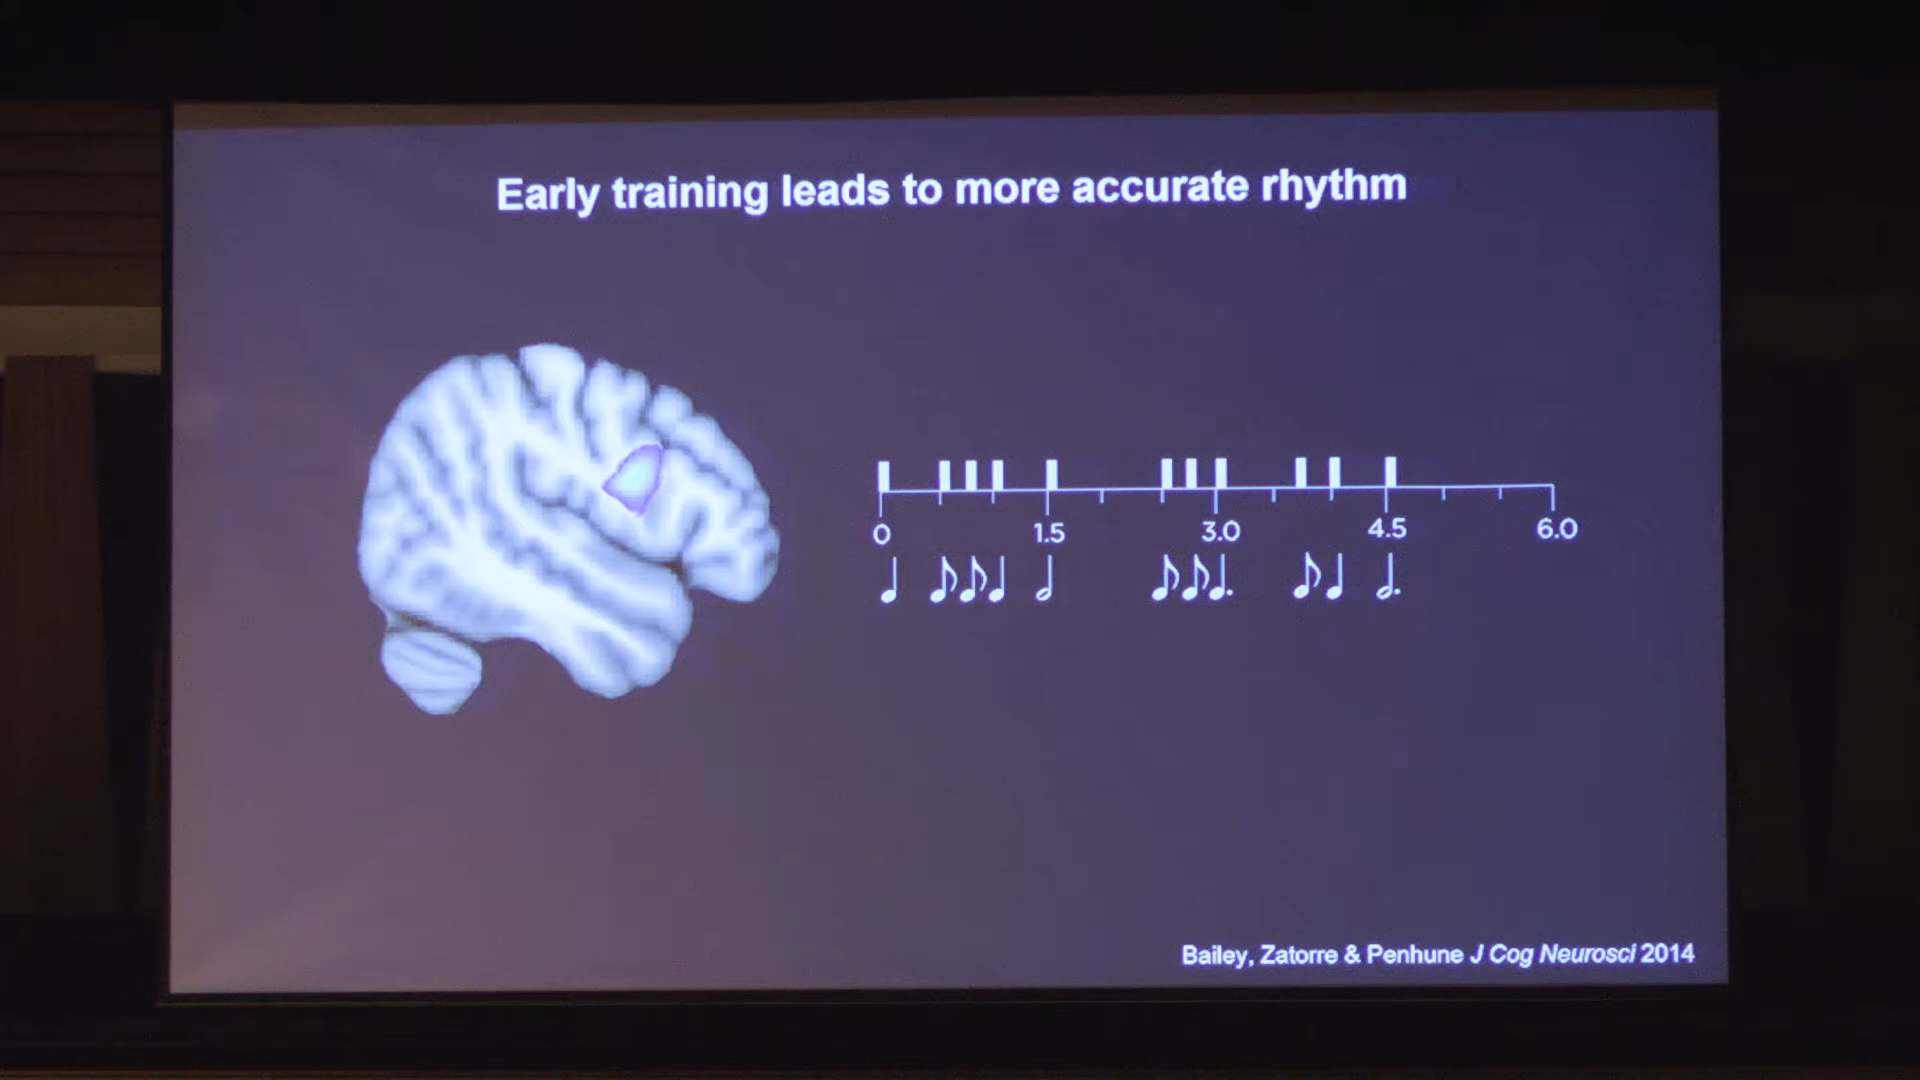 Early training leads to more accurate rhythm
0 1.5 3.0 4.5 6.0
Bailey, Zatorre & Penhune J Cog Neurosci 2014